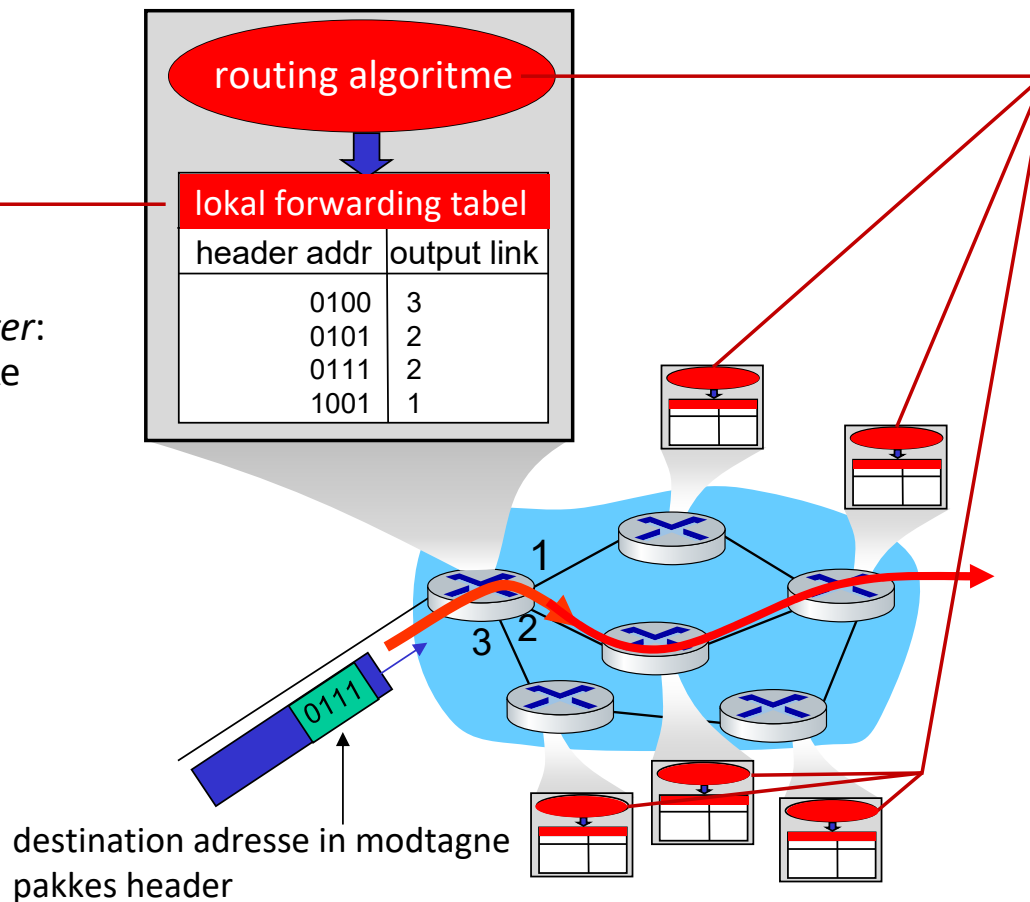 routing algoritme
lokal forwarding tabel
header addr output link
0100 3
0101 2
0111 2
1001 1
er:
e
1
2
3
0111
destination adresse in modtagne
pakkes header